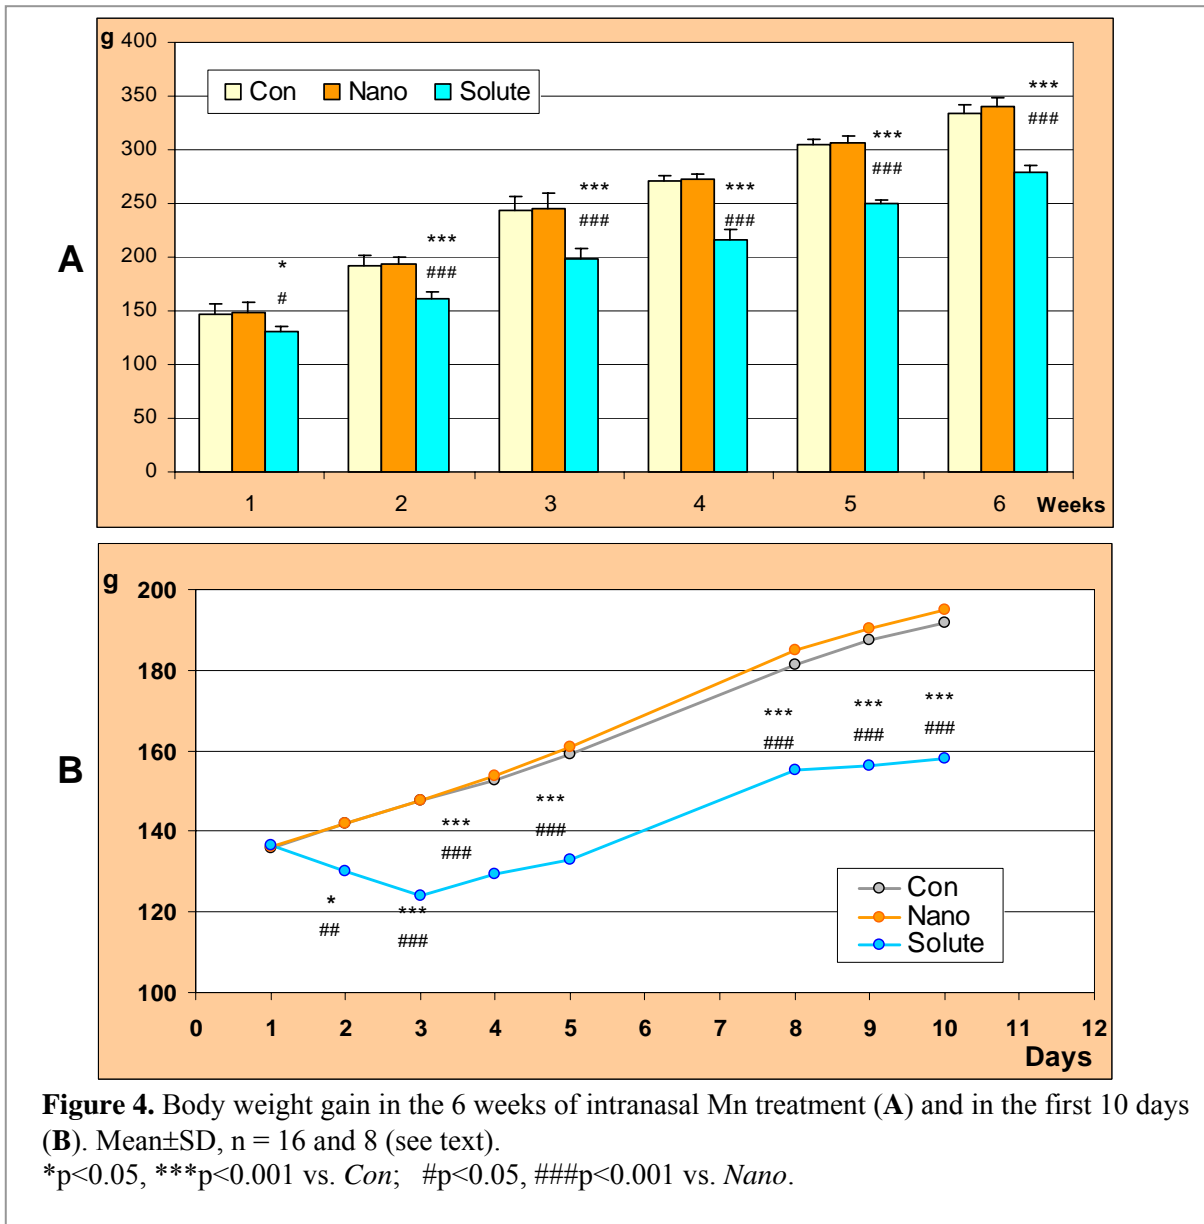 g
400
350
300
250
200
150
100
50
0
Con Nano Solute
*
#
***
###
***
###
***
###
***
###
***
###
1 2 3 4 5 6 Weeks
A
g
200
180
160
140
120
100
*
##
***
###
***
###
***
###
***
###
***
###
***
###
Con
Nano
Solute
0 1 2 3 4 5 6 7 8 9 10 11 12
Days
B
Figure 4. Body weight gain in the 6 weeks of intranasal Mn treatment (A) and in the first 10 days
(B). Mean±SD, n = 16 and 8 (see text).
*p<0.05, ***p<0.001 vs. Con; #p<0.05, ###p<0.001 vs. Nano.